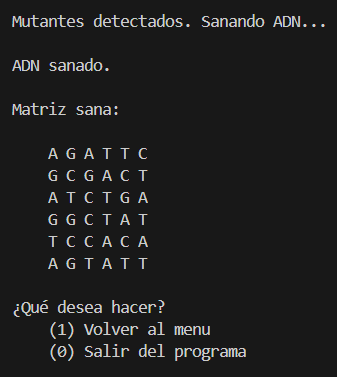 Mutantes detectados. Sanando ADN...
ADN sanado.
Matriz sana:
A G A T T C
G C G A C T
A T C T G A
G G C T A T
T C C A C A
A G T A T T
¿Qué desea hacer?
(1) Volver al menu
(0) Salir del programa